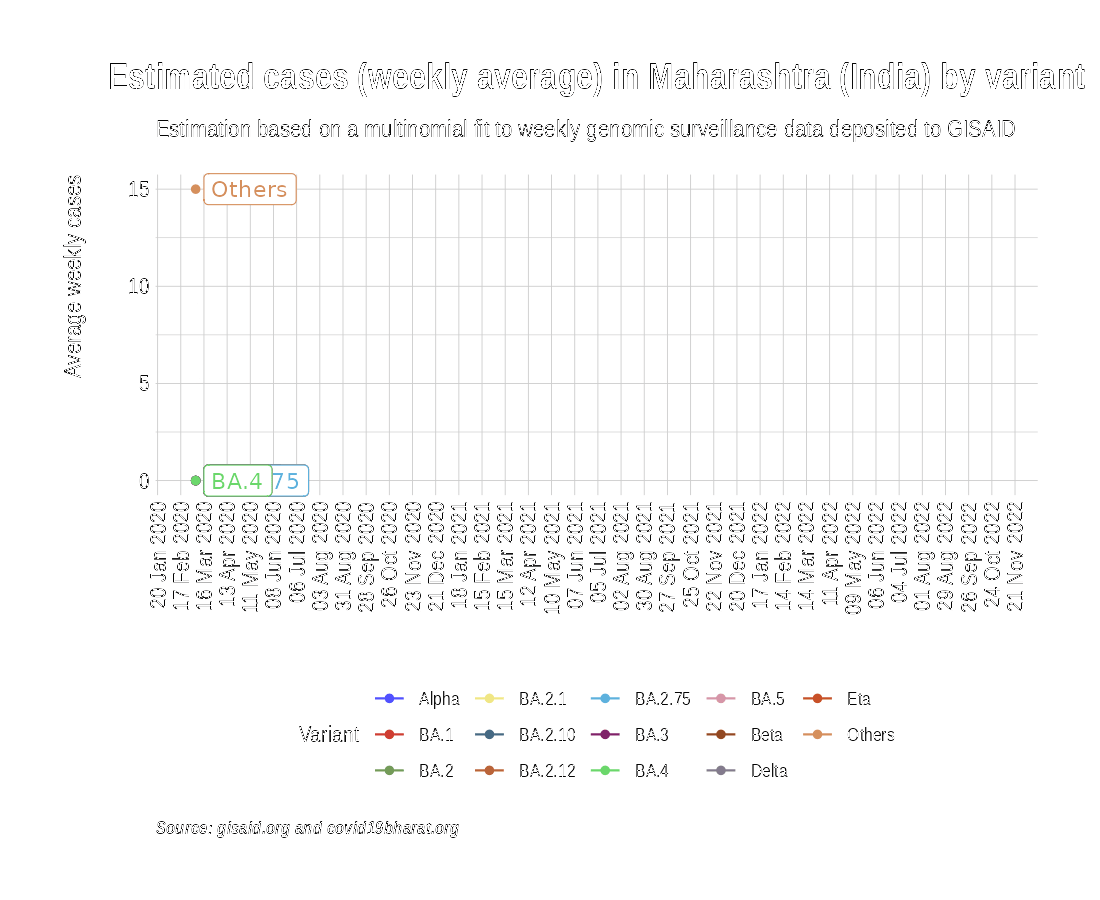 Estimated cases (weekly average) in Maharashtra (India) by variant
Estimation based on a multinomial fit to weekly genomic surveillance data deposited to GISAID
Average weekly cases
15
10
5
0
Others
BA.4
75
20 Jan 2020
17 Feb 2020
16 Mar 2020
13 Apr 2020
11 May 2020
08 Jun 2020
06 Jul 2020
03 Aug 2020
31 Aug 2020
28 Sep 2020
26 Oct 2020
23 Nov 2020
21 Dec 2020
18 Jan 2021
15 Feb 2021
15 Mar 2021
12 Apr 2021
10 May 2021
07 Jun 2021
05 Jul 2021
02 Aug 2021
30 Aug 2021
27 Sep 2021
25 Oct 2021
22 Nov 2021
20 Dec 2021
17 Jan 2022
14 Feb 2022
14 Mar 2022
11 Apr 2022
09 May 2022
06 Jun 2022
04 Jul 2022
01 Aug 2022
29 Aug 2022
26 Sep 2022
24 Oct 2022
21 Nov 2022
Variant
Alpha BA.2.1 BA.2.75 BA.5 Eta
BA.1 BA.2.10 BA.3 Beta Others
BA.2 BA.2.12 BA.4 Delta
Source: gisaid.org and covid19bharat.org